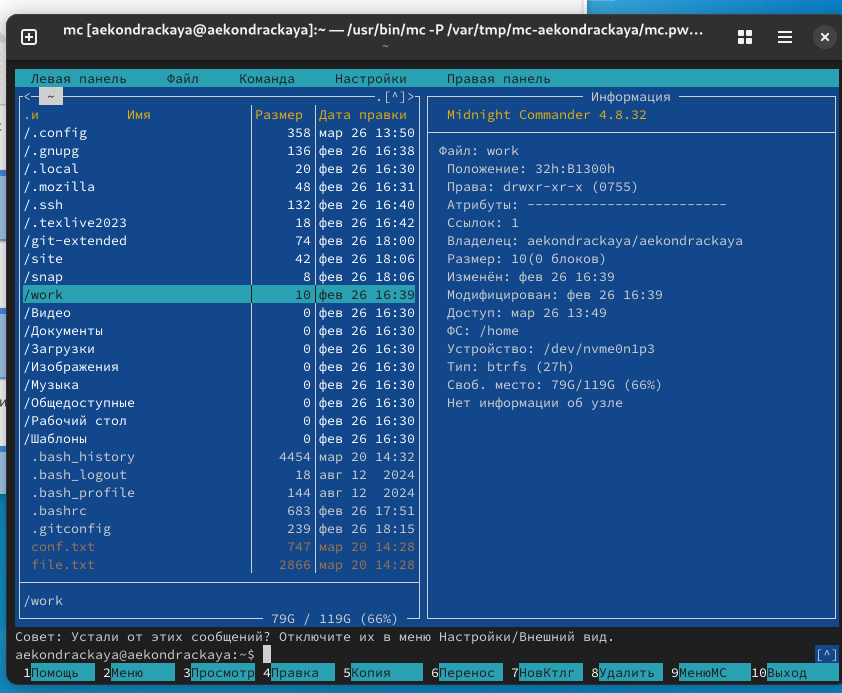 mc [aekondrackaya@aekondrackaya]:~ — /usr/bin/mc -P /var/tmp/mc-aekondrackaya/mc.pw…
~
Левая панель Файл Команда Настройки Правая панель
<— ~ .[^]>
.и Имя Размер Дата правки
/.config 358 мар 26 13:50
/.gnupg 136 фев 26 16:38
/.local 20 фев 26 16:30
/.mozilla 48 фев 26 16:31
/.ssh 132 фев 26 16:40
/.texlive2023 18 фев 26 16:42
/git-extended 74 фев 26 18:00
/site 42 фев 26 18:06
/snap 8 фев 26 18:06
/work 10 фев 26 16:39
/Видео 0 фев 26 16:30
/Документы 0 фев 26 16:30
/Загрузки 0 фев 26 16:30
/Изображения 0 фев 26 16:30
/Музыка 0 фев 26 16:30
/Общедоступные 0 фев 26 16:30
/Рабочий стол 0 фев 26 16:30
/Шаблоны 0 фев 26 16:30
.bash_history 4454 мар 20 14:32
.bash_logout 18 авг 12 2024
.bash_profile 144 авг 12 2024
.bashrc 683 фев 26 17:51
.gitconfig 239 фев 26 18:15
conf.txt 747 мар 20 14:28
file.txt 2866 мар 20 14:28
/work
79G / 119G (66%)
Информация
Midnight Commander 4.8.32
Файл: work
Положение: 32h:B1300h
Права: drwxr-xr-x (0755)
Атрибуты: -------------------------
Ссылок: 1
Владелец: aekondrackaya/aekondrackaya
Размер: 10(0 блоков)
Изменён: фев 26 16:39
Модифицирован: фев 26 16:39
Доступ: мар 26 13:49
ФС: /home
Устройство: /dev/nvme0n1p3
Тип: btrfs (27h)
Своб. место: 79G/119G (66%)
Нет информации об узле
Совет: Устали от этих сообщений? Отключите их в меню Настройки/Внешний вид.
aekondrackaya@aekondrackaya:~$ [^]
1Помощь 2Меню 3Просмотр 4Правка 5Копия 6Перенос 7НовКтлг 8Удалить 9МенюМС 10Выход